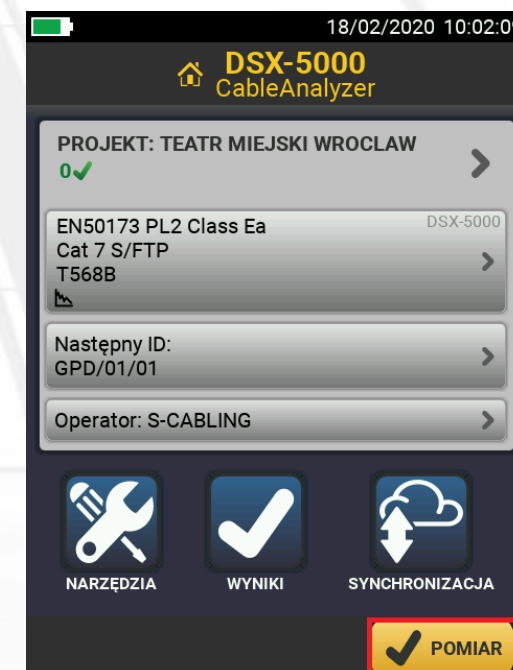 18/02/2020 10:02:09
DSX-5000
CableAnalyzer
PROJEKT: TEATR MIEJSKI WROCLAW
0
EN50173 PL2 Class Ea
DSX-5000
Cat 7 S/FTP
T568B
Następny ID:
GPD/01/01
Operator: S-CABLING
NARZĘDZIA
WYNIKI
SYNCHRONIZACJA
POMIAR